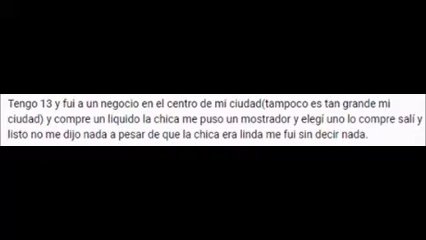 Tengo 13 y fui a un negocio en el centro de mi ciudad(tampoco es tan grande mi
ciudad) y compre un liquido la chica me puso un mostrador y elegí uno lo compre salí y
listo no me dijo nada a pesar de que la chica era linda me fui sin decir nada.